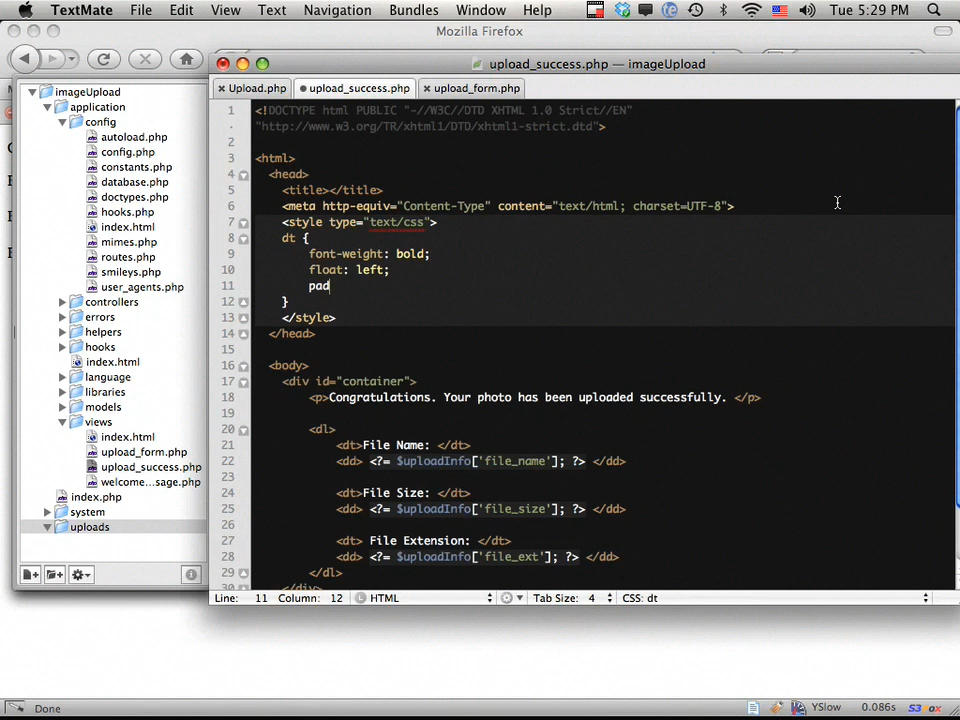 TextMate File Edit View Text Navigation Bundles Window Help Tue 5:29 PM
Mozilla Firefox
upload_success.php — imageUpload
Upload.php upload_success.php upload_form.php
imageUpload
application
config
autoload.php
config.php
constants.php
database.php
doctypes.php
hooks.php
index.html
mimes.php
routes.php
smileys.php
user_agents.php
controllers
errors
helpers
hooks
index.html
language
libraries
models
views
index.html
upload_form.php
upload_success.php
welcome...sage.php
index.php
system
uploads
1 <!DOCTYPE html PUBLIC "-//W3C//DTD XHTML 1.0 Strict//EN"
"http://www.w3.org/TR/xhtml1/DTD/xhtml1-strict.dtd">
2
3 <html>
4 <head>
5 <title></title>
6 <meta http-equiv="Content-Type" content="text/html; charset=UTF-8">
7 <style type="text/css">
8 dt {
9 font-weight: bold;
10 float: left;
11 pad
12 }
13 </style>
14 </head>
15
16 <body>
17 <div id="container">
18 <p>Congratulations. Your photo has been uploaded successfully. </p>
19
20 <dl>
21 <dt>File Name: </dt>
22 <dd> <?= $uploadInfo['file_name']; ?> </dd>
23
24 <dt>File Size: </dt>
25 <dd> <?= $uploadInfo['file_size']; ?> </dd>
26
27 <dt> File Extension: </dt>
28 <dd> <?= $uploadInfo['file_ext']; ?> </dd>
29 </dl>
30 </div>
Line: 11 Column: 12 HTML Tab Size: 4 CSS: dt
Done YSlow 0.086s S3Fox